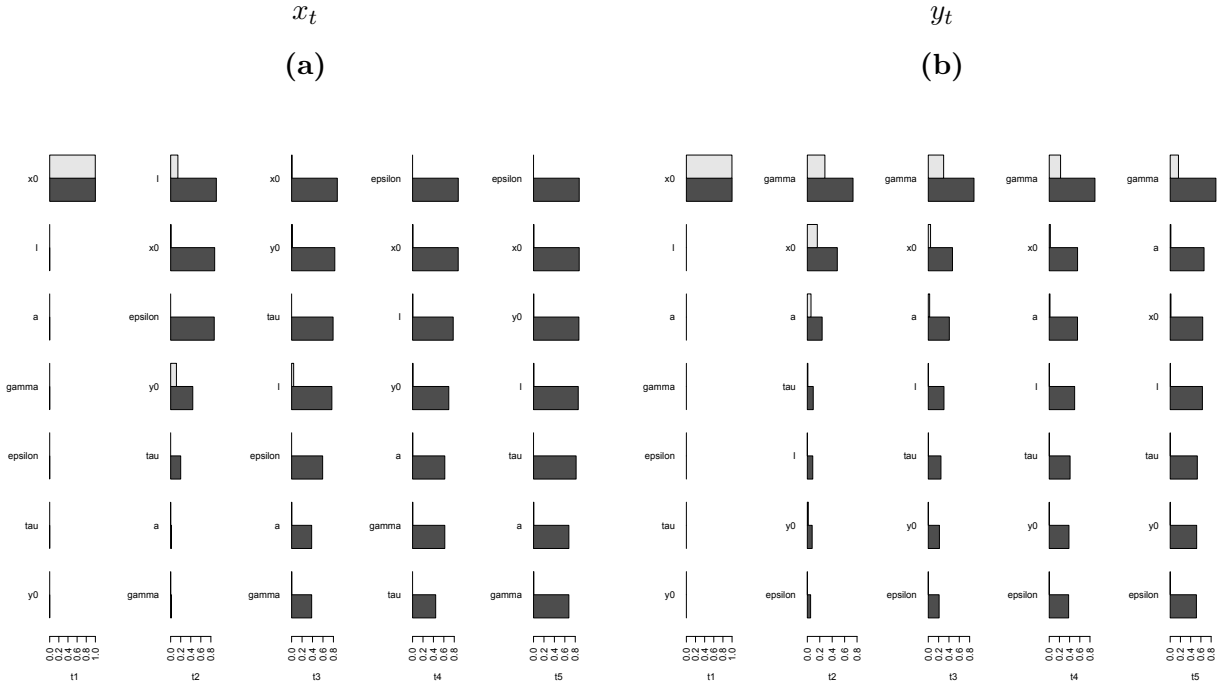 x_t y_t
(a) (b)
x0 I x0 epsilon epsilon x0 gamma gamma gamma gamma
I x0 y0 x0 x0 I x0 x0 x0 a
a epsilon tau I y0 a a a a x0
gamma y0 I y0 I gamma tau I I I
epsilon tau epsilon a tau epsilon I tau tau tau
tau a a gamma a tau y0 y0 y0 y0
y0 gamma gamma tau gamma y0 epsilon epsilon epsilon epsilon
0.0 0.2 0.4 0.6 0.8 1.0 0.0 0.2 0.4 0.6 0.8 0.0 0.2 0.4 0.6 0.8 0.0 0.2 0.4 0.6 0.8 0.0 0.2 0.4 0.6 0.8 0.0 0.2 0.4 0.6 0.8 1.0 0.0 0.2 0.4 0.6 0.8 0.0 0.2 0.4 0.6 0.8 0.0 0.2 0.4 0.6 0.8 0.0 0.2 0.4 0.6 0.8
t1 t2 t3 t4 t5 t1 t2 t3 t4 t5